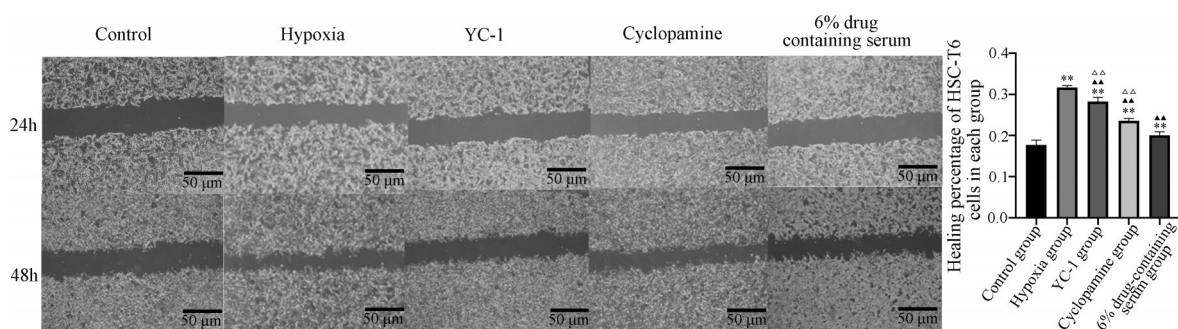 Control
Hypoxia
YC-1
Cyclopamine
6% drug
containing serum
24h
50 μm
50 μm
50 μm
50 μm
50 μm
48h
50 μm
50 μm
50 μm
50 μm
50 μm
Healing percentage of HSC-T6
cells in each group
0.4
0.3
0.2
0.1
0.0
**
△△
▲▲
**
△△
▲▲
**
▲▲
**
Control group
Hypoxia group
YC-1 group
Cyclopamine group
6% drug-containing
serum group